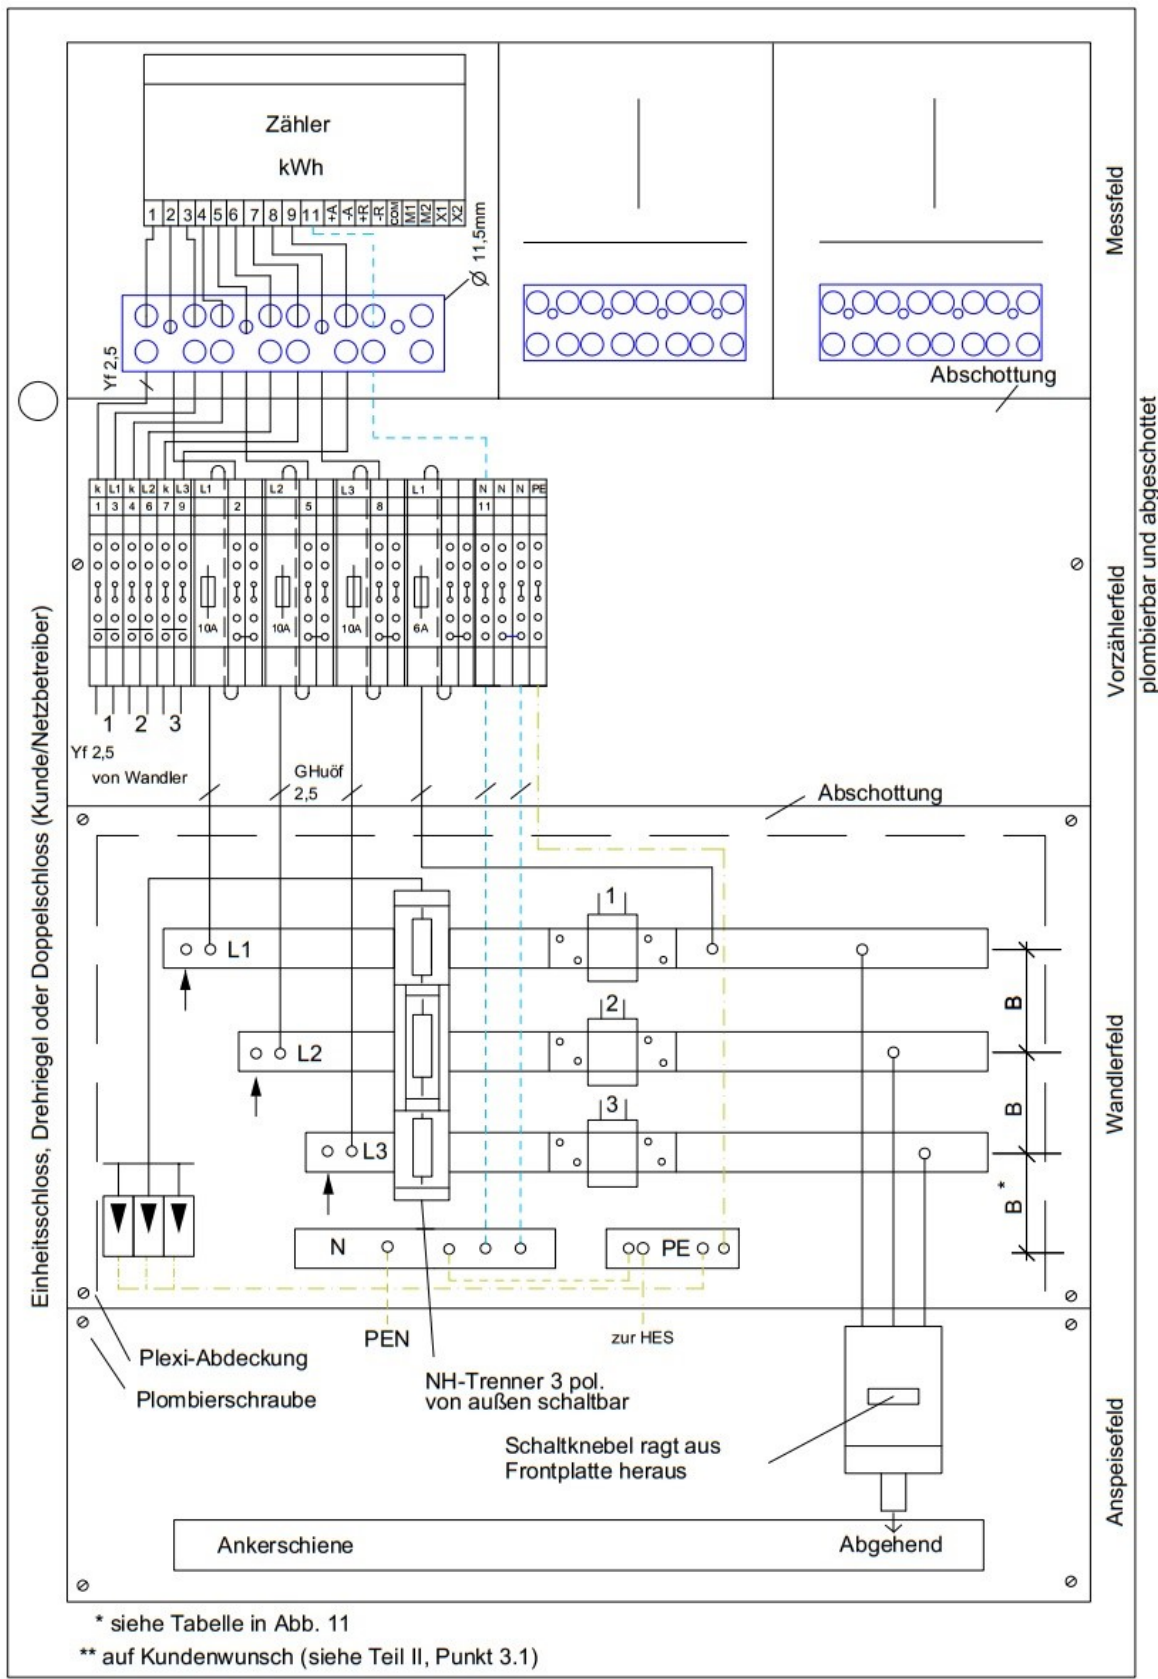 Zähler
kWh
1 2 3 4 5 6 7 8 9 11 +A -A +R -R COM M1 M2 X1 X2
Ø 11,5mm
Messfeld
Yf 2,5
Abschottung
plombierbar und abgeschottet
k L1 k L2 k L3 L1 L2 L3 L1 N N N PE
1 3 4 6 7 9 2 5 8 11
10A 10A 10A 6A
Vorzählerfeld
1 2 3
Yf 2,5
von Wandler
GHuöf
2,5
Abschottung
Einheitsschloss, Drehriegel oder Doppelschloss (Kunde/Netzbetreiber)
1
L1
B
2
L2
B
Wandlerfeld
3
L3
B *
N
PE
PEN
zur HES
Plexi-Abdeckung
Plombierschraube
NH-Trenner 3 pol.
von außen schaltbar
Schaltknebel ragt aus
Frontplatte heraus
Anspeisefeld
Ankerschiene
Abgehend
* siehe Tabelle in Abb. 11
** auf Kundenwunsch (siehe Teil II, Punkt 3.1)